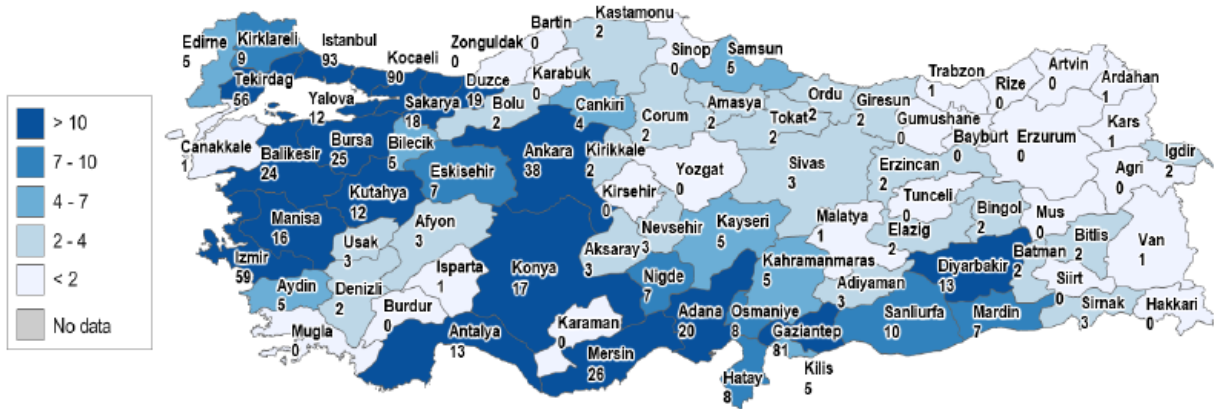 > 10
7 - 10
4 - 7
2 - 4
< 2
No data
Edirne
5
Kirklareli
9
Tekirdag
56
Istanbul
93
Kocaeli
90
Yalova
12
Sakarya
18
Duzce
19
Zonguldak
0
Bartin
0
Karabuk
0
Kastamonu
2
Sinop
0
Samsun
5
Bolu
2
Cankiri
4
Corum
2
Amasya
2
Ordu
2
Tokat
2
Giresun
2
Trabzon
1
Gumushane
0
Rize
0
Artvin
0
Ardahan
1
Bayburt
0
Erzurum
0
Kars
1
Igdir
2
Agri
0
Canakkale
1
Balikesir
24
Bursa
25
Bilecik
5
Eskisehir
7
Ankara
38
Kirikkale
2
Kirsehir
0
Yozgat
0
Sivas
3
Erzincan
2
Tunceli
0
Bingol
2
Mus
0
Bitlis
2
Van
1
Manisa
16
Kutahya
12
Usak
3
Afyon
3
Izmir
59
Aydin
5
Denizli
2
Mugla
0
Burdur
0
Isparta
1
Antalya
13
Konya
17
Aksaray
3
Nevsehir
3
Kayseri
5
Nigde
7
Karaman
0
Mersin
26
Adana
20
Kahramanmaras
5
Osmaniye
8
Hatay
8
Gaziantep
81
Kilis
5
Malatya
1
Adiyaman
3
Elazig
2
Diyarbakir
13
Sanliurfa
10
Mardin
7
Batman
2
Siirt
0
Sirnak
3
Hakkari
0